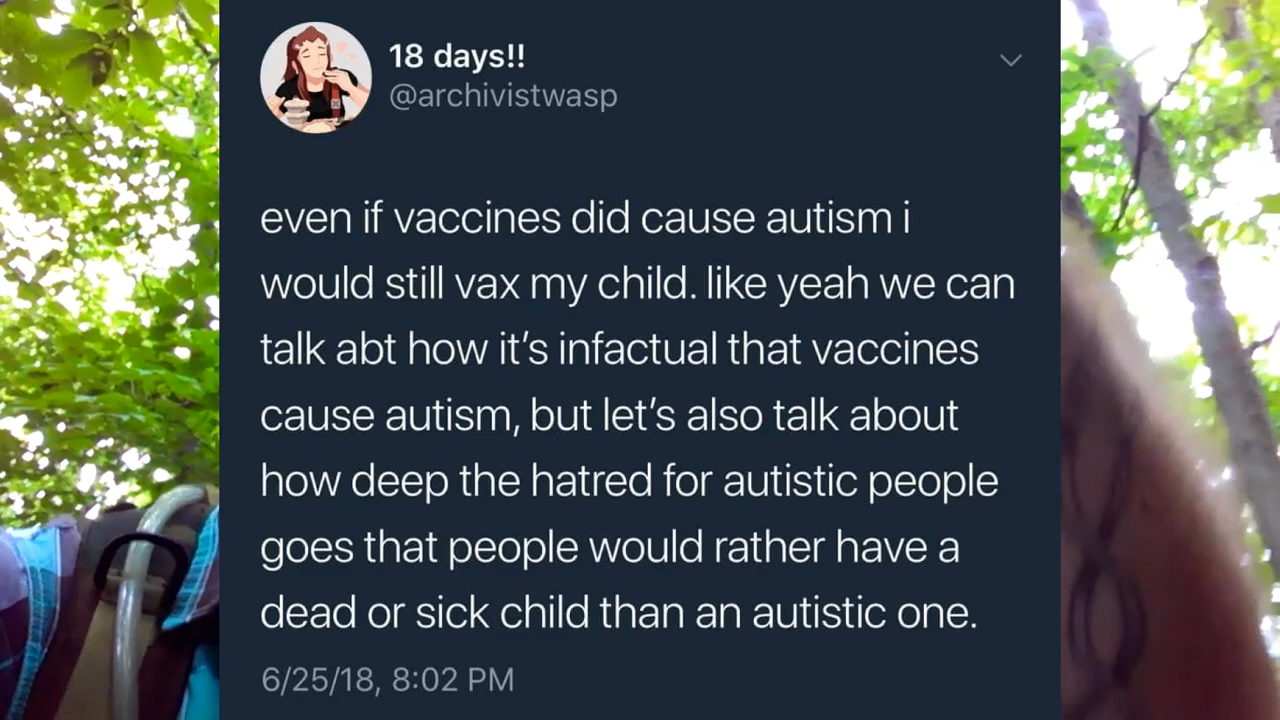 18 days!!
@archivistwasp
even if vaccines did cause autism i
would still vax my child. like yeah we can
talk abt how it's infactual that vaccines
cause autism, but let's also talk about
how deep the hatred for autistic people
goes that people would rather have a
dead or sick child than an autistic one.
6/25/18, 8:02 PM